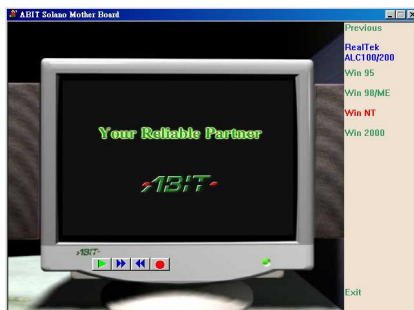 ABIT Solano Mother Board
Previous
RealTek
ALC100/200
Win 95
Win 98/ME
Win NT
Win 2000
Your Reliable Partner
ABIT
ABIT
Exit